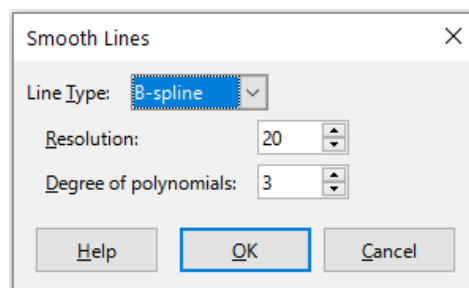 Smooth Lines
Line Type: B-spline
Resolution: 20
Degree of polynomials: 3
Help OK Cancel